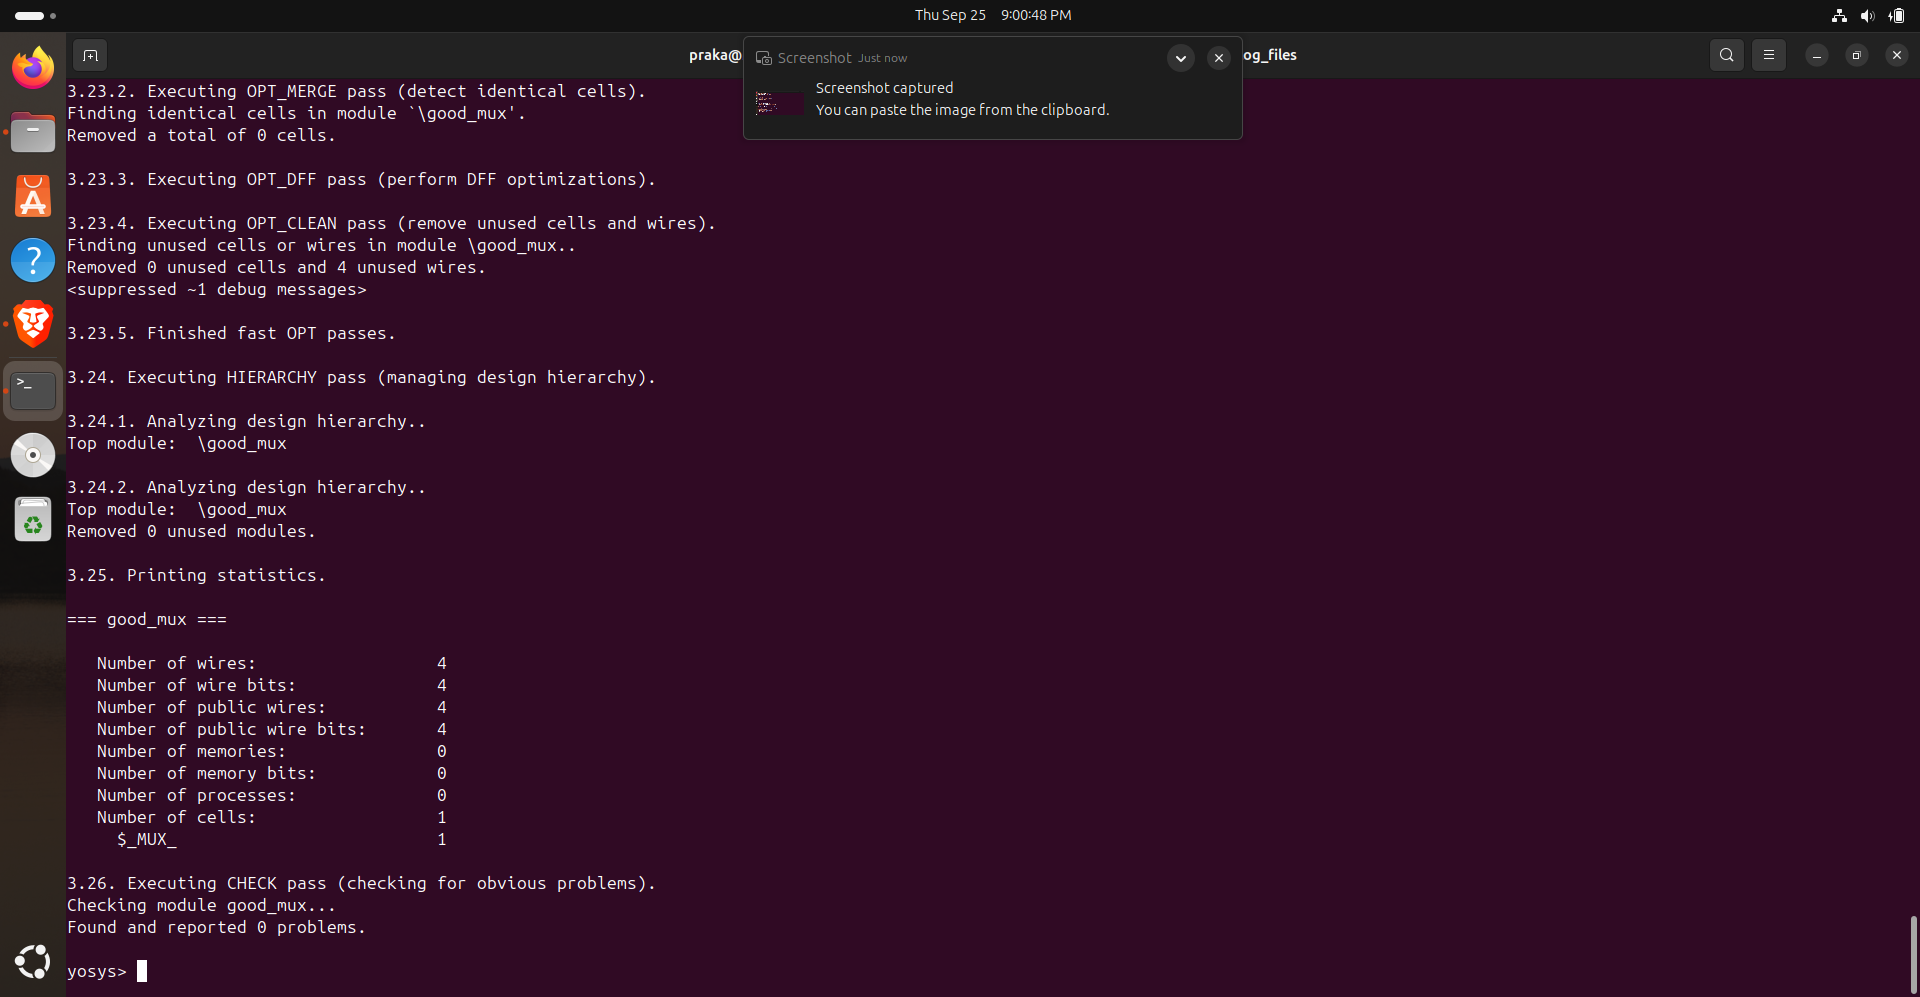 Thu Sep 25 9:00:48 PM
praka@
og_files
Screenshot Just now
Screenshot captured
You can paste the image from the clipboard.
3.23.2. Executing OPT_MERGE pass (detect identical cells).
Finding identical cells in module `\good_mux'.
Removed a total of 0 cells.
3.23.3. Executing OPT_DFF pass (perform DFF optimizations).
3.23.4. Executing OPT_CLEAN pass (remove unused cells and wires).
Finding unused cells or wires in module \good_mux..
Removed 0 unused cells and 4 unused wires.
<suppressed ~1 debug messages>
3.23.5. Finished fast OPT passes.
3.24. Executing HIERARCHY pass (managing design hierarchy).
3.24.1. Analyzing design hierarchy..
Top module:  \good_mux
3.24.2. Analyzing design hierarchy..
Top module:  \good_mux
Removed 0 unused modules.
3.25. Printing statistics.
=== good_mux ===
Number of wires: 4
Number of wire bits: 4
Number of public wires: 4
Number of public wire bits: 4
Number of memories: 0
Number of memory bits: 0
Number of processes: 0
Number of cells: 1
$_MUX_ 1
3.26. Executing CHECK pass (checking for obvious problems).
Checking module good_mux...
Found and reported 0 problems.
yosys>